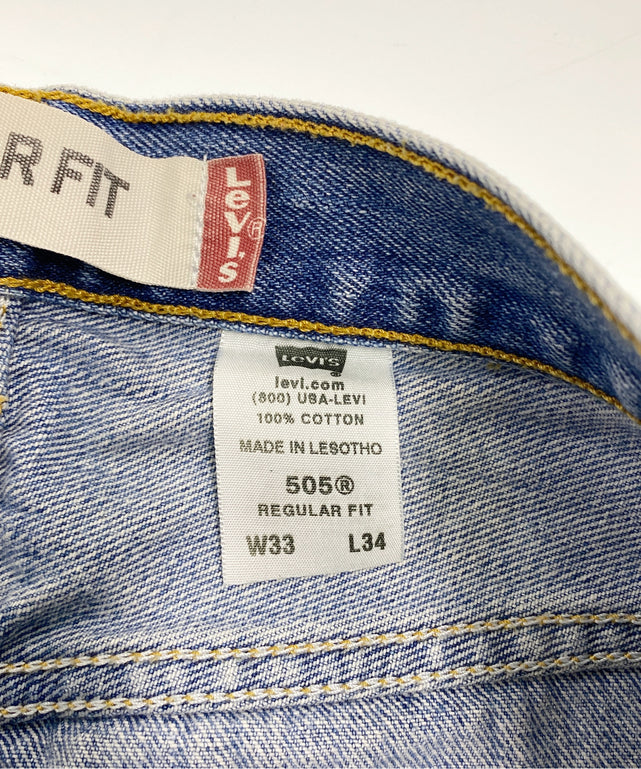 R FIT
Levi's®
LEVI'S
®
levi.com
(800) USA-LEVI
100% COTTON
MADE IN LESOTHO
505®
REGULAR FIT
W33 L34